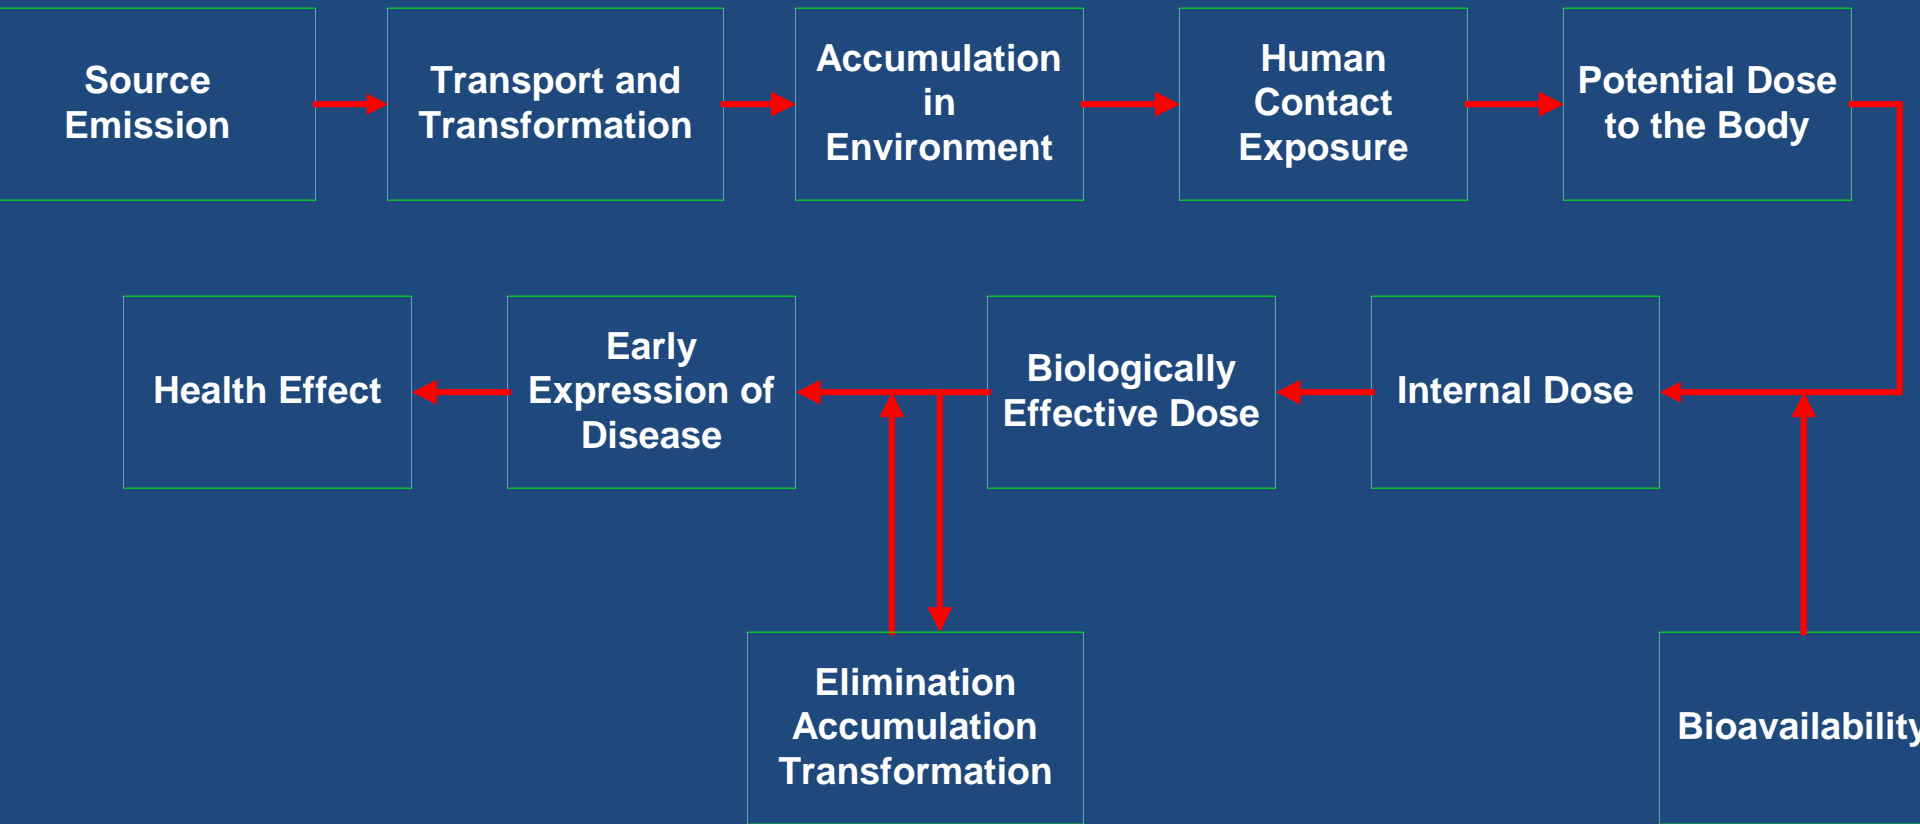 Source
Emission
Transport and
Transformation
Accumulation
in
Environment
Human
Contact
Exposure
Potential Dose
to the Body
Health Effect
Early
Expression of
Disease
Biologically
Effective Dose
Internal Dose
Elimination
Accumulation
Transformation
Bioavailability